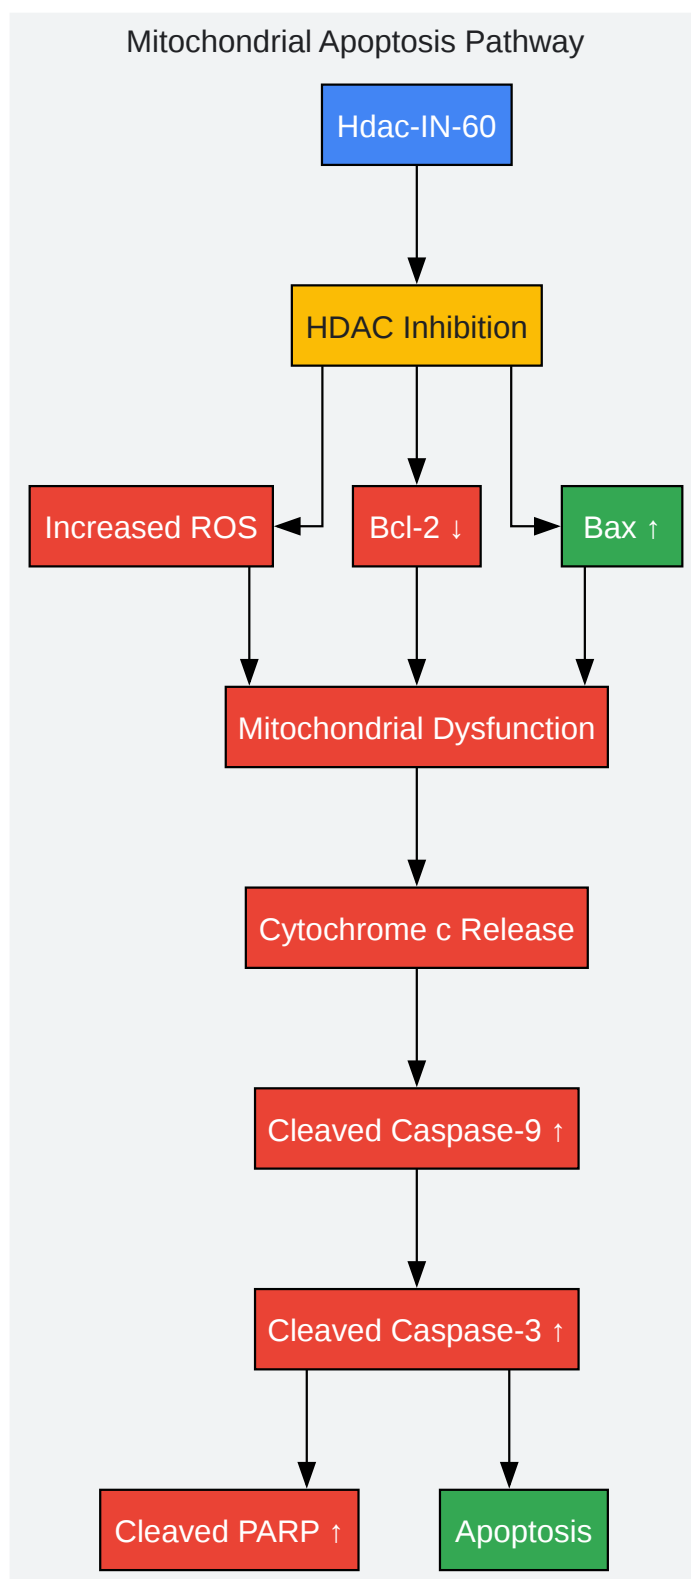 Mitochondrial Apoptosis Pathway
Hdac-IN-60
HDAC Inhibition
Increased ROS
Bcl-2 ↓
Bax ↑
Mitochondrial Dysfunction
Cytochrome c Release
Cleaved Caspase-9 ↑
Cleaved Caspase-3 ↑
Cleaved PARP ↑
Apoptosis